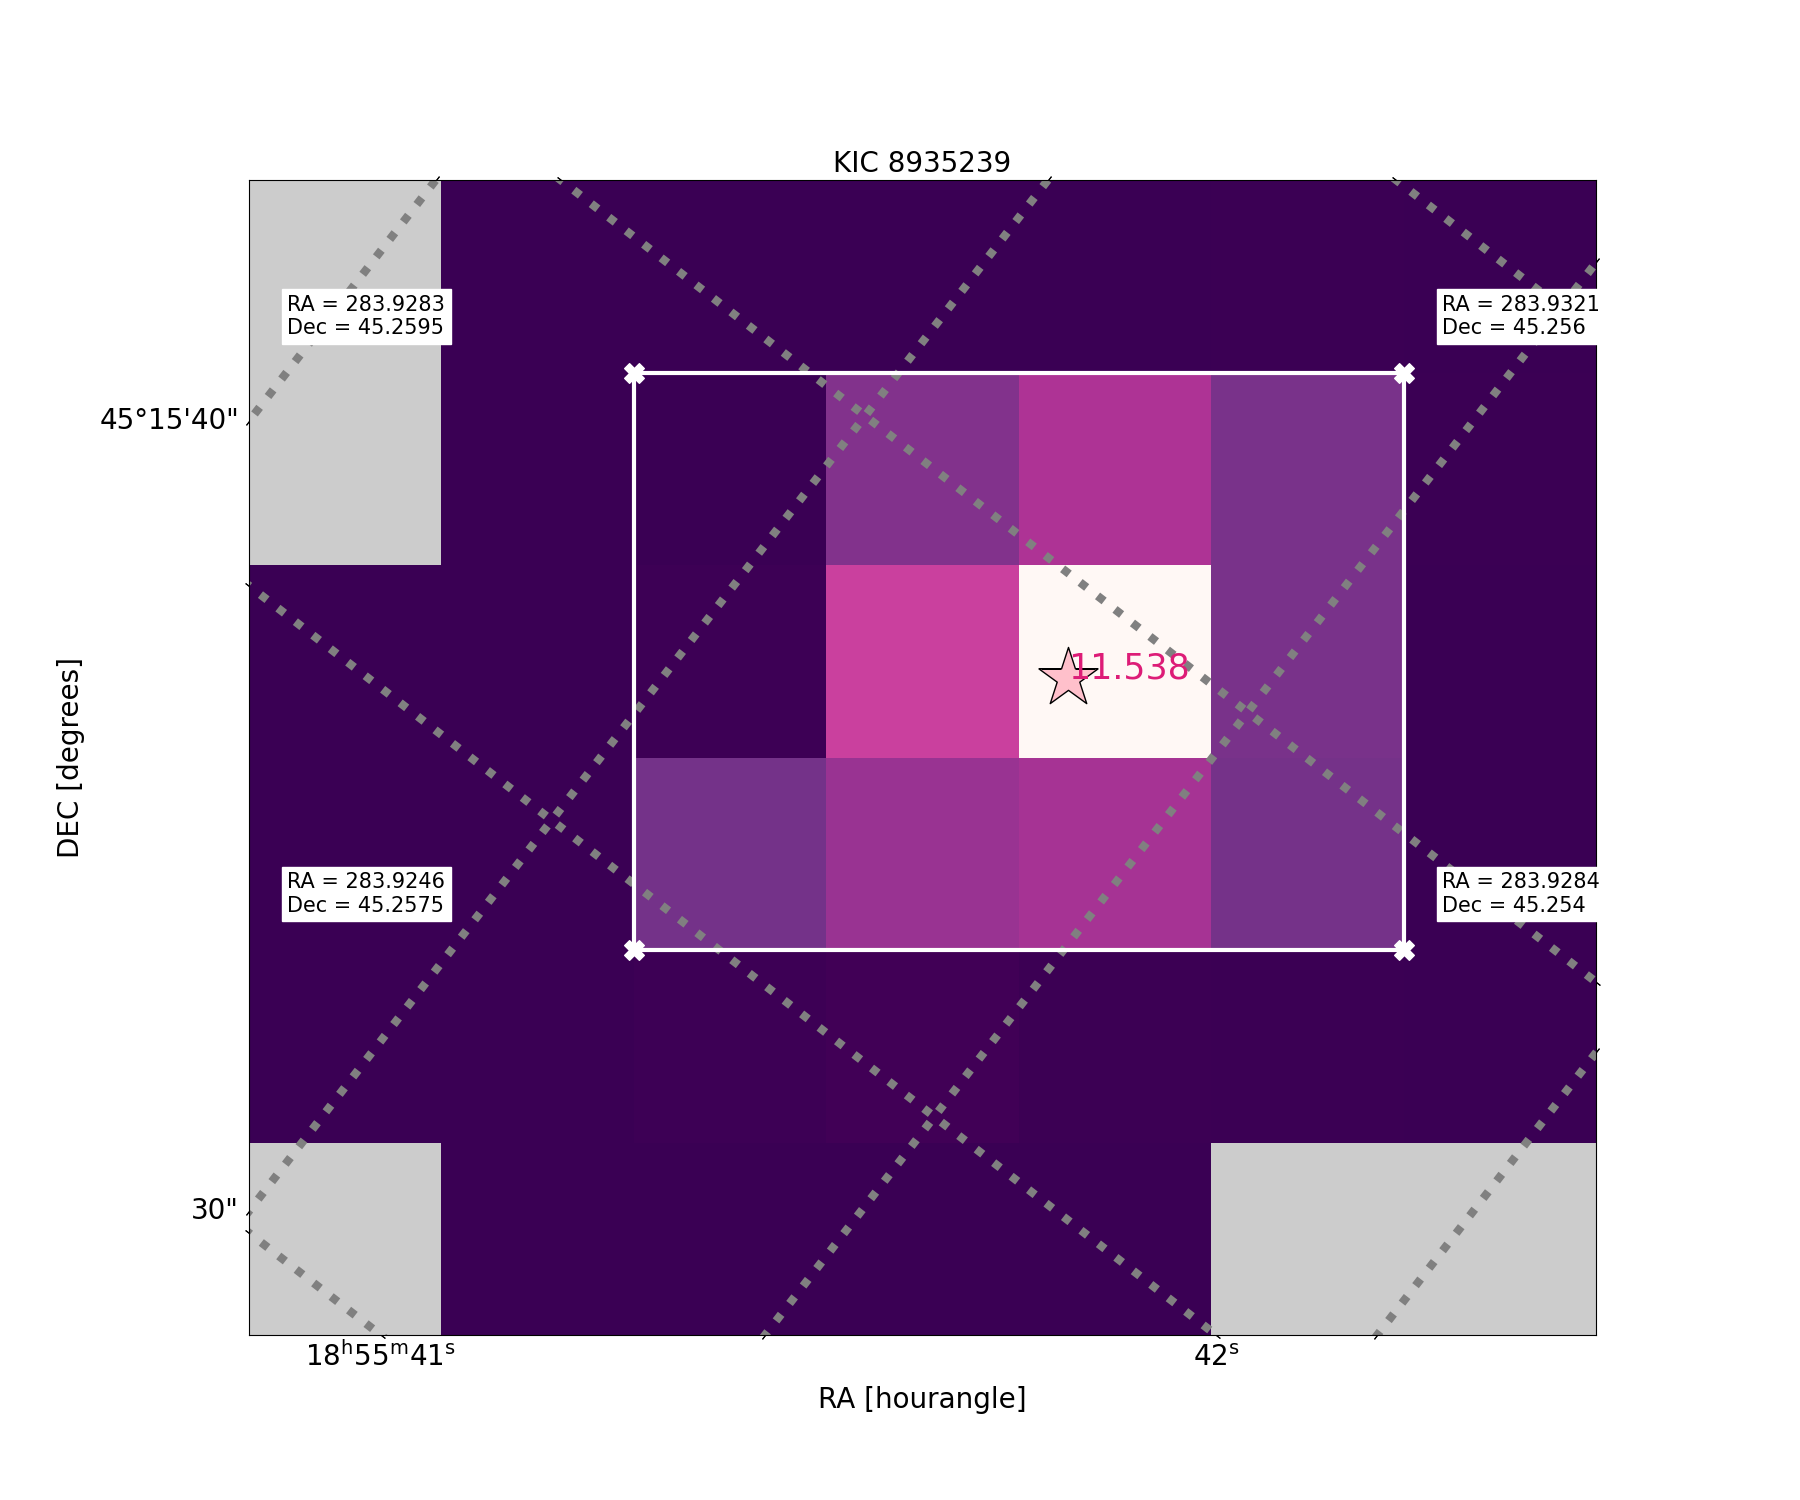 KIC 8935239
RA = 283.9283
Dec = 45.2595
RA = 283.9321
Dec = 45.256
45°15'40"
11.538
DEC [degrees]
RA = 283.9246
Dec = 45.2575
RA = 283.9284
Dec = 45.254
30"
18h55m41s
42s
RA [hourangle]